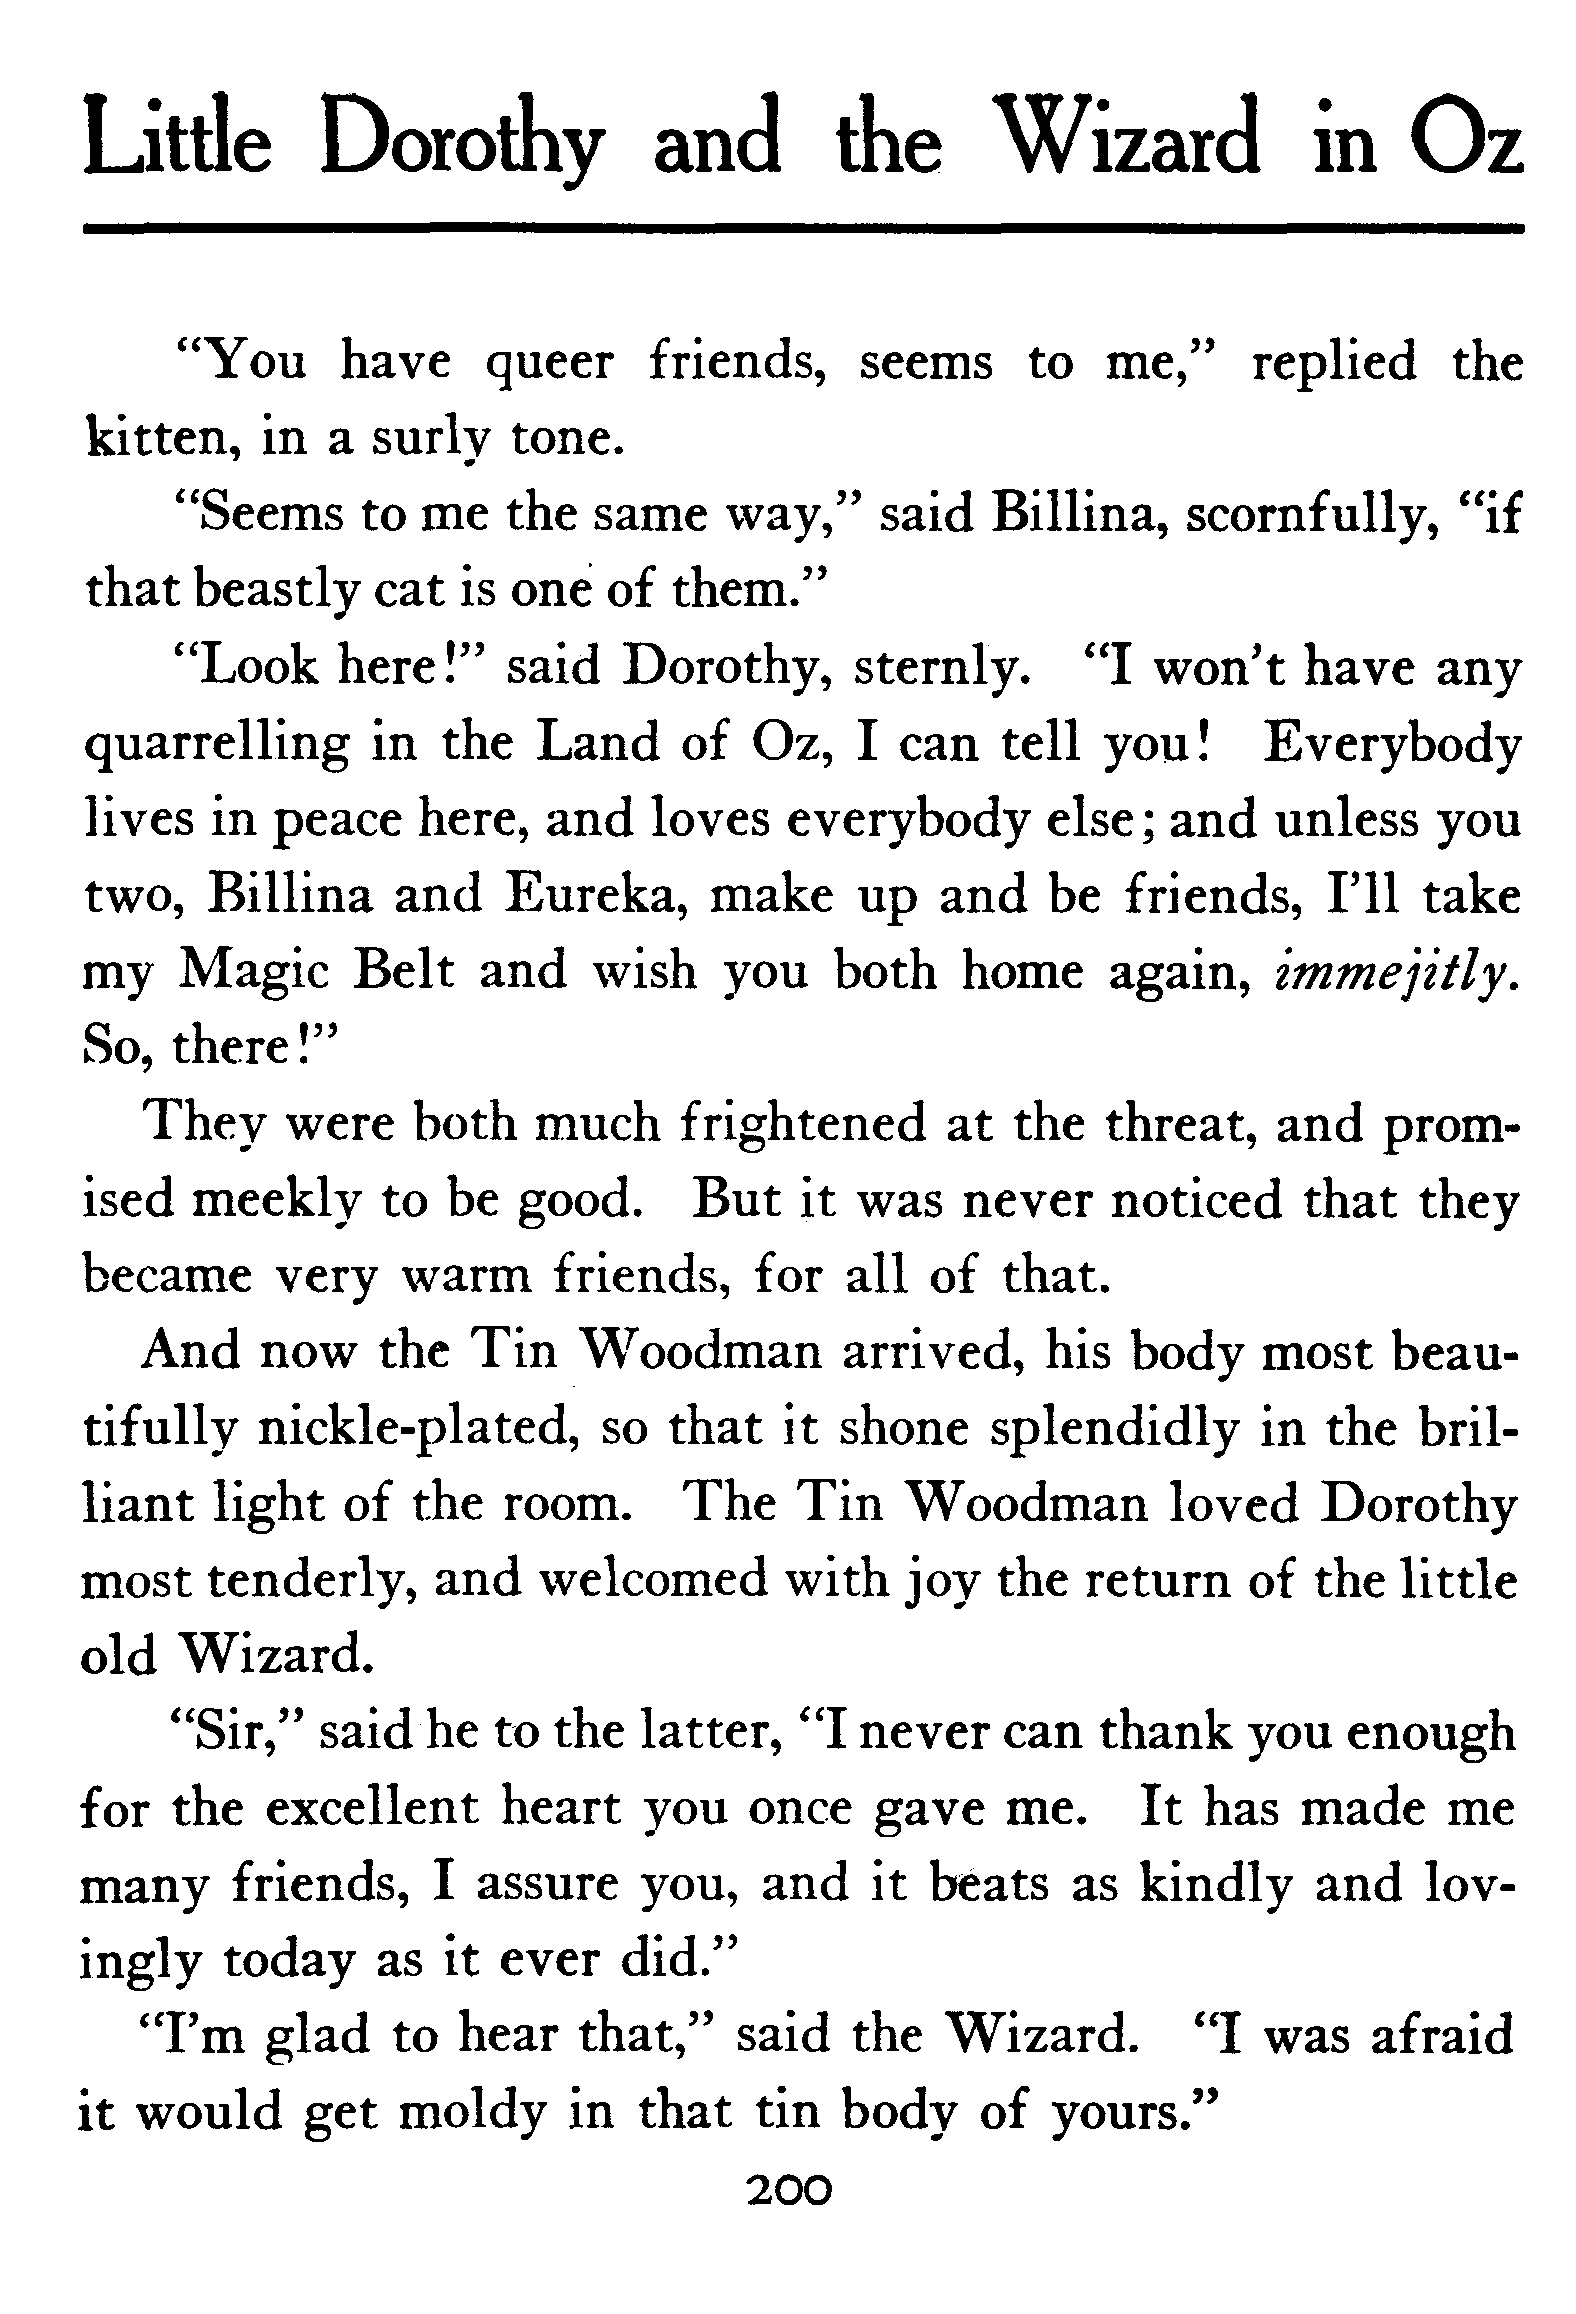 Little Dorothy and the Wizard in Oz
“You have queer friends, seems to me,” replied the
kitten, in a surly tone.
“Seems to me the same way,” said Billina, scornfully, “if
that beastly cat is one of them.”
“Look here!” said Dorothy, sternly. “I won’t have any
quarrelling in the Land of Oz, I can tell you! Everybody
lives in peace here, and loves everybody else; and unless you
two, Billina and Eureka, make up and be friends, I’ll take
my Magic Belt and wish you both home again, immejitly.
So, there!”
They were both much frightened at the threat, and prom-
ised meekly to be good. But it was never noticed that they
became very warm friends, for all of that.
And now the Tin Woodman arrived, his body most beau-
tifully nickle-plated, so that it shone splendidly in the bril-
liant light of the room. The Tin Woodman loved Dorothy
most tenderly, and welcomed with joy the return of the little
old Wizard.
“Sir,” said he to the latter, “I never can thank you enough
for the excellent heart you once gave me. It has made me
many friends, I assure you, and it beats as kindly and lov-
ingly today as it ever did.”
“I’m glad to hear that,” said the Wizard. “I was afraid
it would get moldy in that tin body of yours.”
200